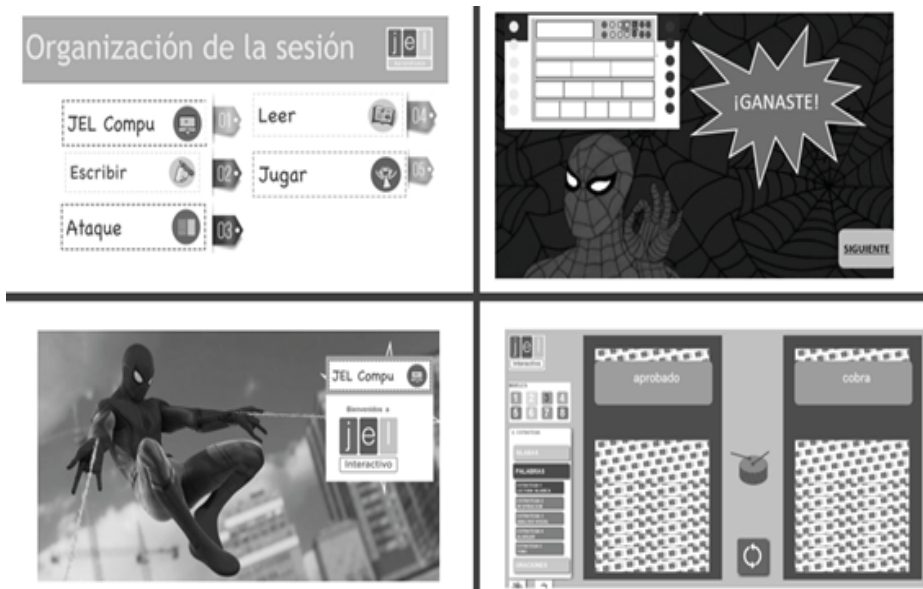 Organización de la sesión
jel
JEL Compu
01
Leer
04
Escribir
02
Jugar
05
Ataque
03
¡GANASTE!
SIGUIENTE
JEL Compu
Bienvenidos a
jel
Interactivo
jel
Interactivo
1 2 3 4
5 6 7 8
SÍLABAS
PALABRAS
ORACIONES
aprobado
cobra